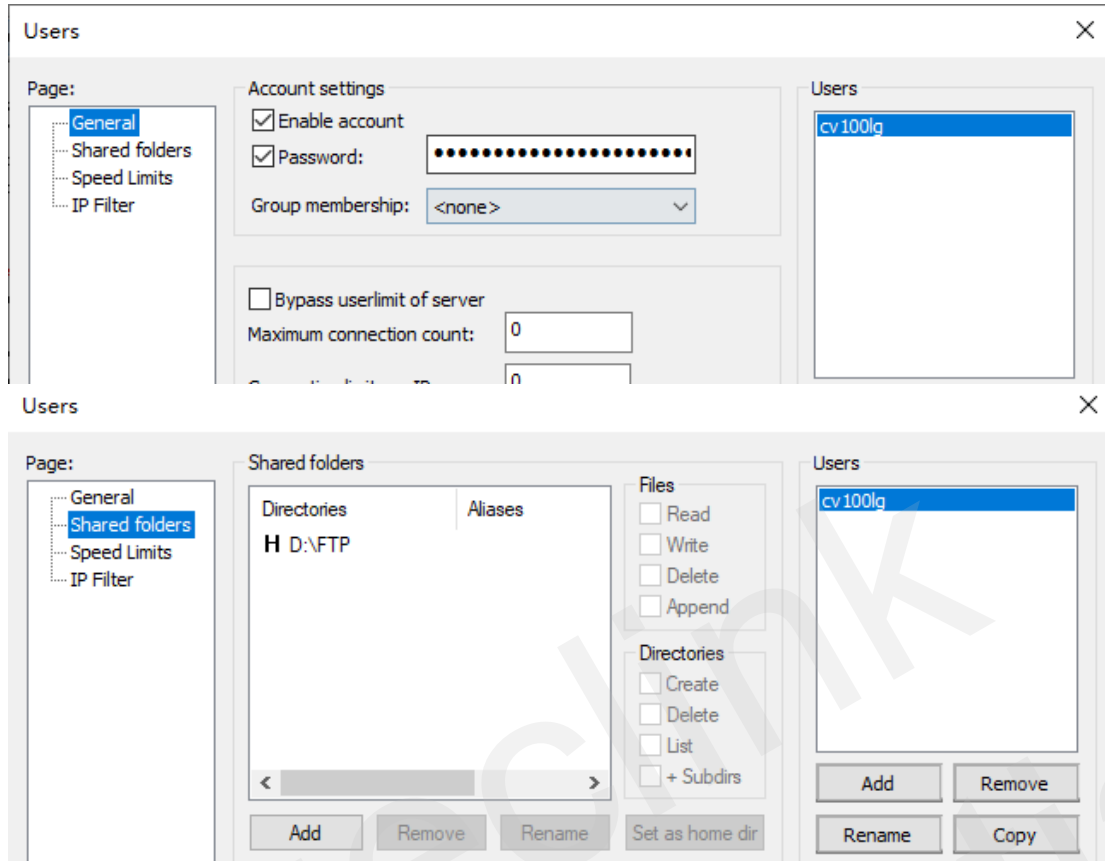 Users
Page:
General
Shared folders
Speed Limits
IP Filter
Account settings
Enable account
Password:
Group membership: <none>
Bypass userlimit of server
Maximum connection count: 0
0
Users
cv100lg
Users
Page:
General
Shared folders
Speed Limits
IP Filter
Shared folders
Directories Aliases
H D:\FTP
Add Remove Rename Set as home dir
Files
Read
Write
Delete
Append
Directories
Create
Delete
List
+ Subdirs
Users
cv100lg
Add Remove
Rename Copy